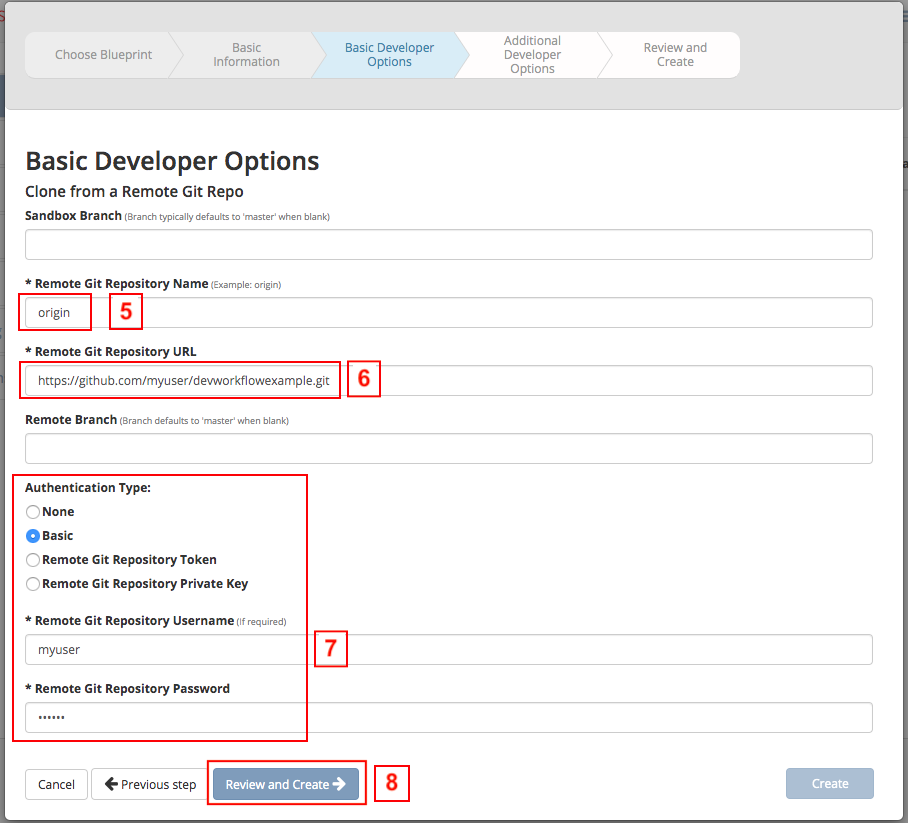 Choose Blueprint
Basic
Information
Basic Developer
Options
Additional
Developer
Options
Review and
Create
Basic Developer Options
Clone from a Remote Git Repo
Sandbox Branch (Branch typically defaults to 'master' when blank)
* Remote Git Repository Name (Example: origin)
origin
5
* Remote Git Repository URL
https://github.com/myuser/devworkflowexample.git
6
Remote Branch (Branch defaults to 'master' when blank)
Authentication Type:
None
Basic
Remote Git Repository Token
Remote Git Repository Private Key
* Remote Git Repository Username (if required)
myuser
7
* Remote Git Repository Password
••••••
Cancel
Previous step
Review and Create
8
Create